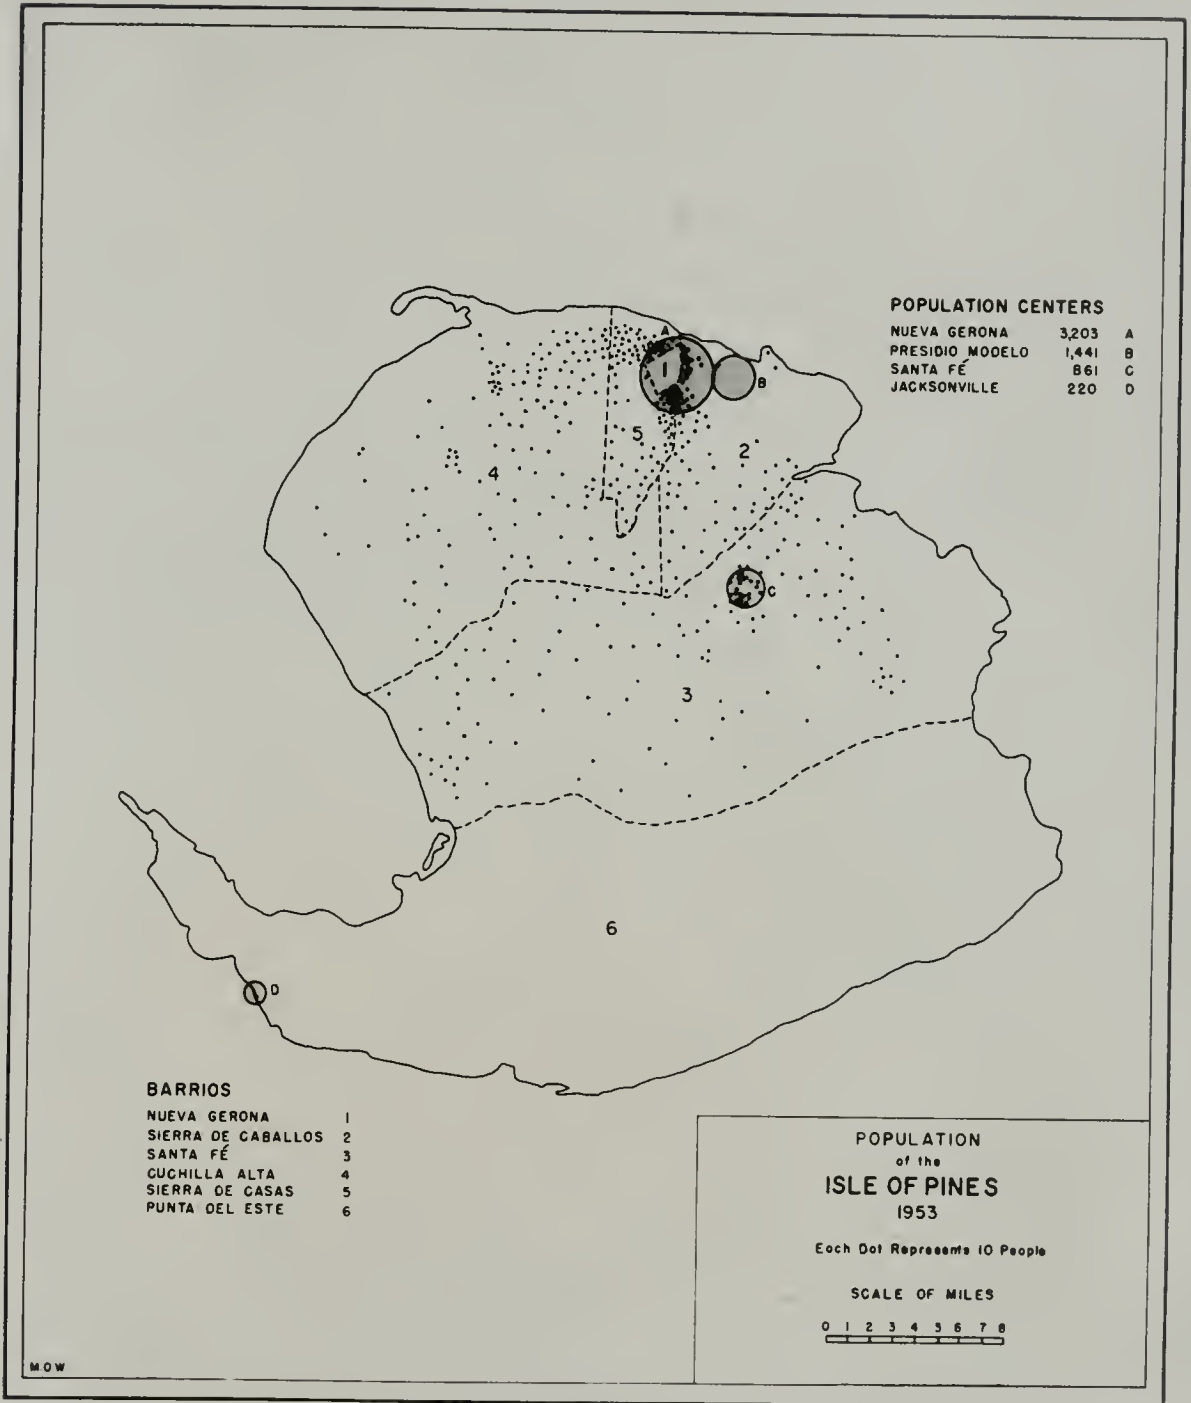 POPULATION CENTERS
NUEVA GERONA 3,203 A
PRESIDIO MODELO 1,441 B
SANTA FÉ 861 C
JACKSONVILLE 220 D
A
1
B
5
2
4
C
3
6
D
BARRIOS
NUEVA GERONA 1
SIERRA DE CABALLOS 2
SANTA FÉ 3
CUCHILLA ALTA 4
SIERRA DE CASAS 5
PUNTA DEL ESTE 6
POPULATION
of the
ISLE OF PINES
1953
Each Dot Represents 10 People
SCALE OF MILES
0 1 2 3 4 5 6 7 8
M O W